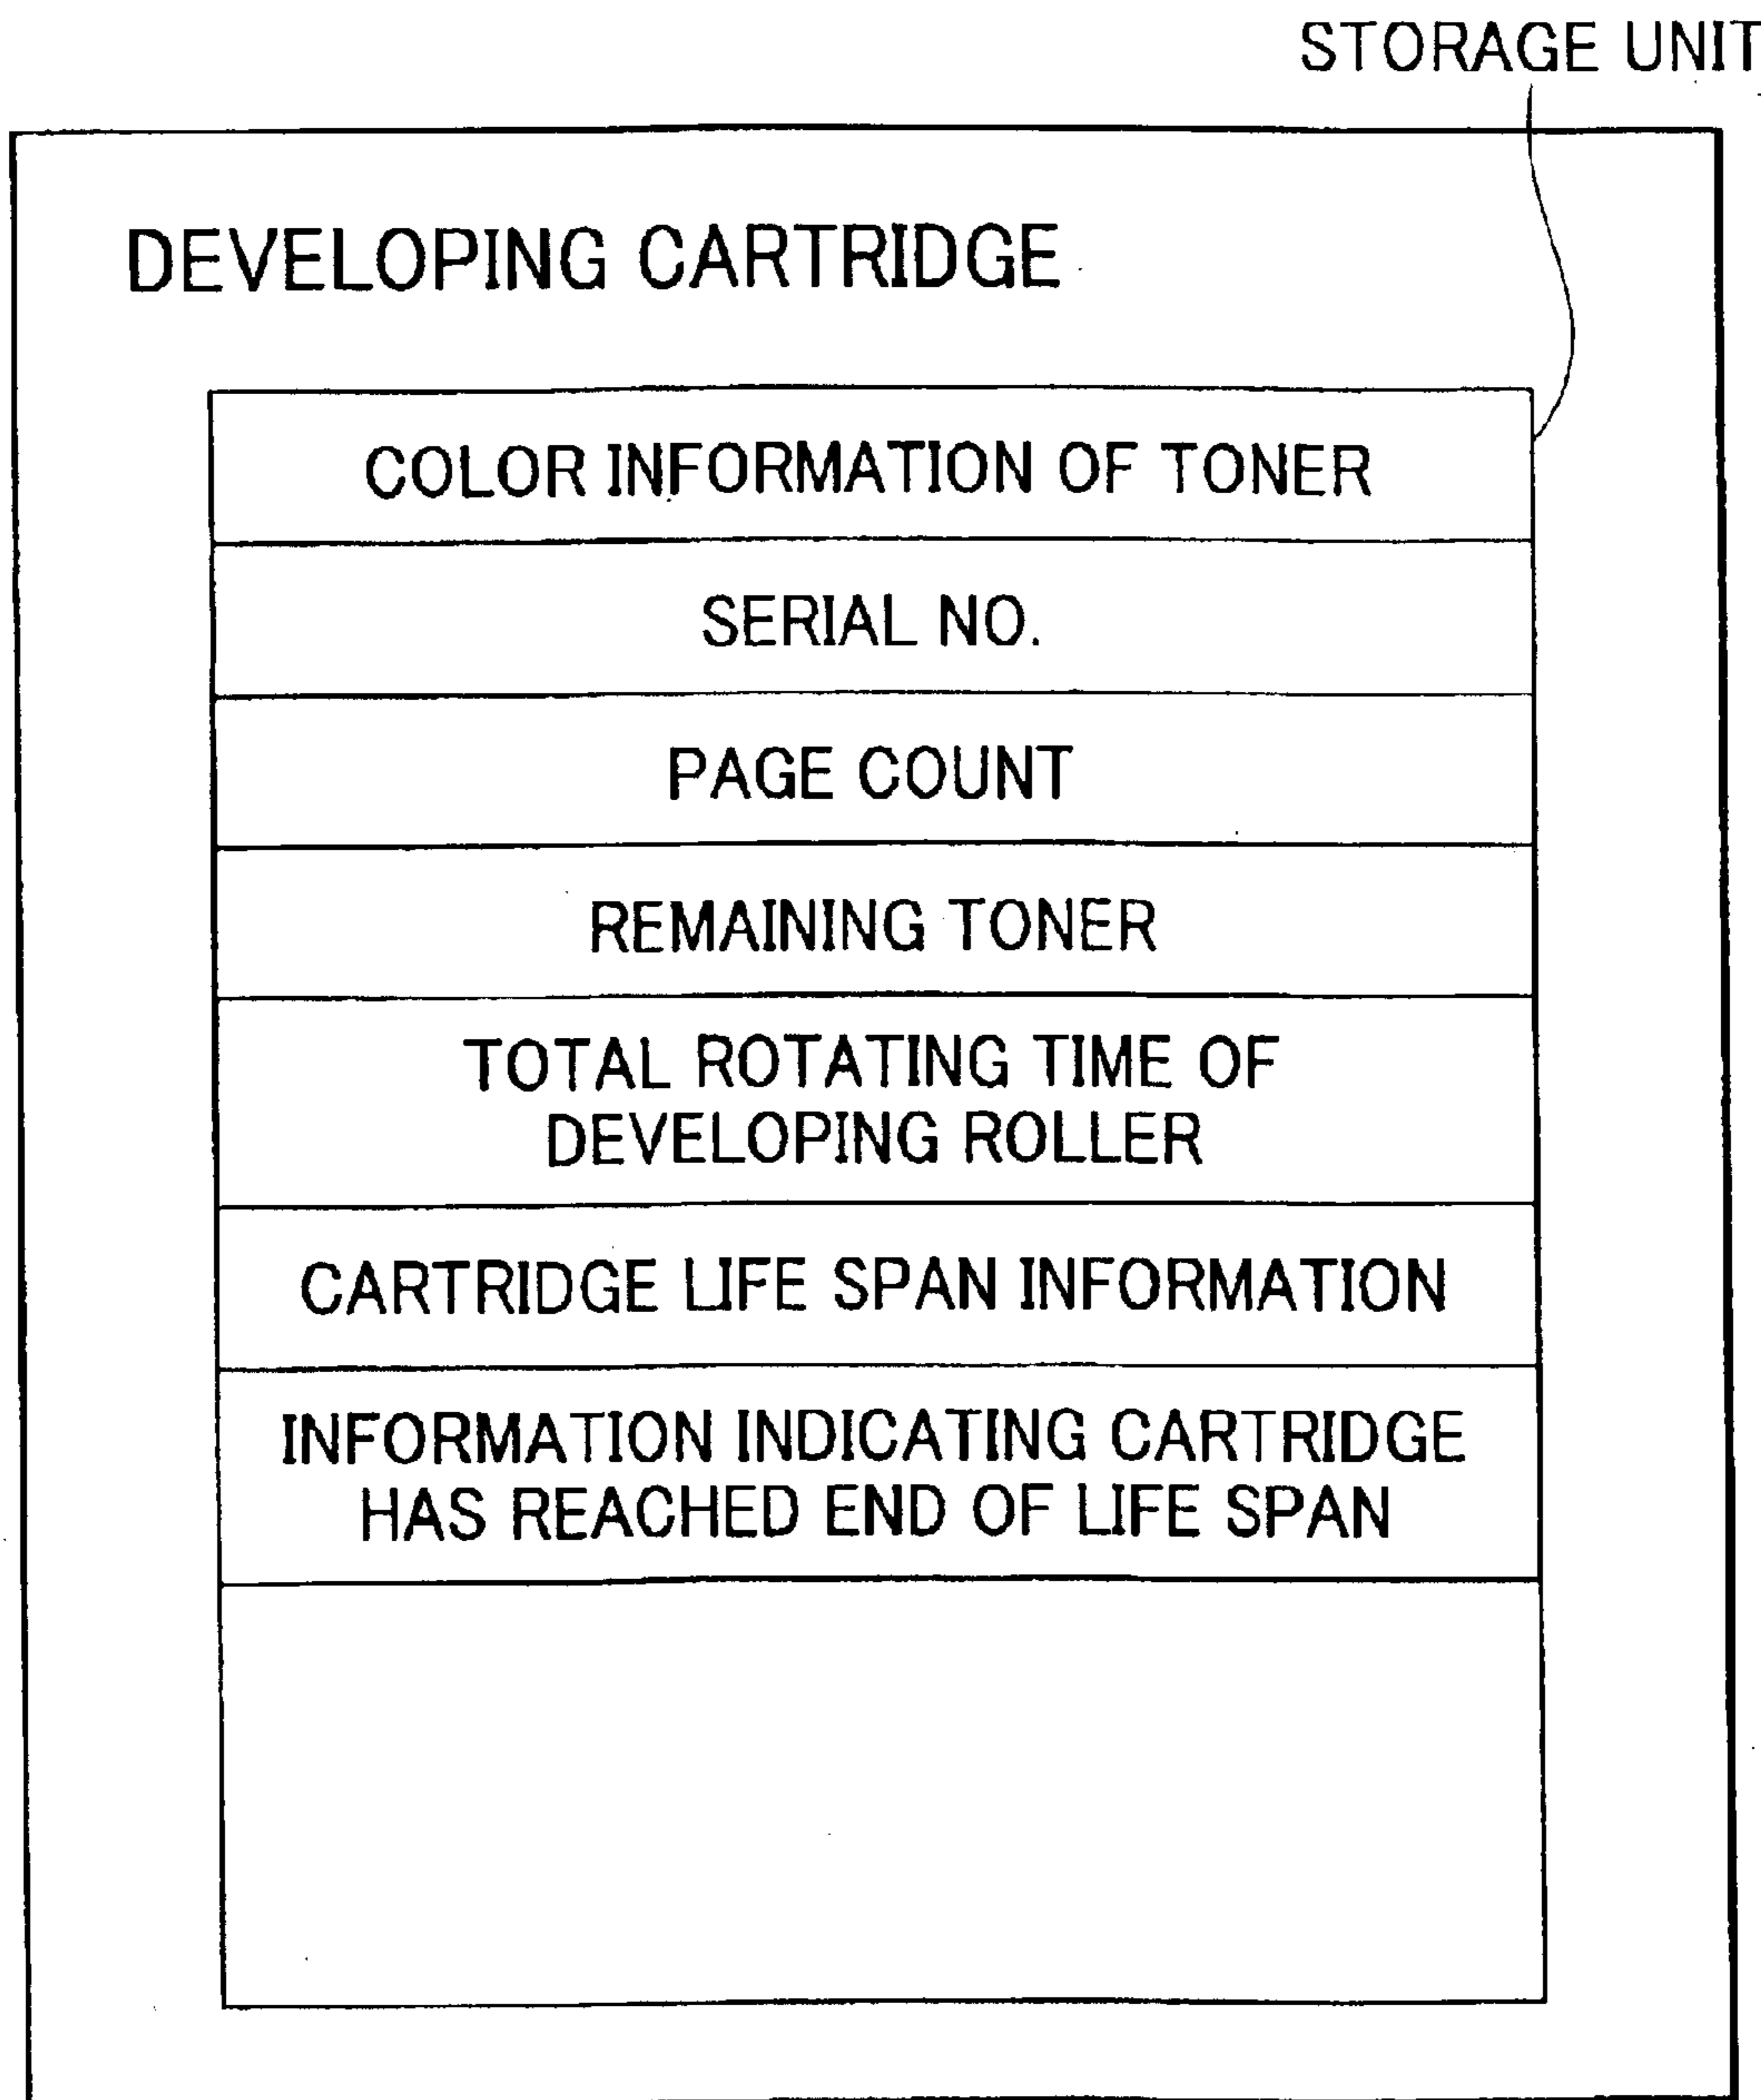 STORAGE UNIT
DEVELOPING CARTRIDGE
COLOR INFORMATION OF TONER
SERIAL NO.
PAGE COUNT
REMAINING TONER
TOTAL ROTATING TIME OF
DEVELOPING ROLLER
CARTRIDGE LIFE SPAN INFORMATION
INFORMATION INDICATING CARTRIDGE
HAS REACHED END OF LIFE SPAN